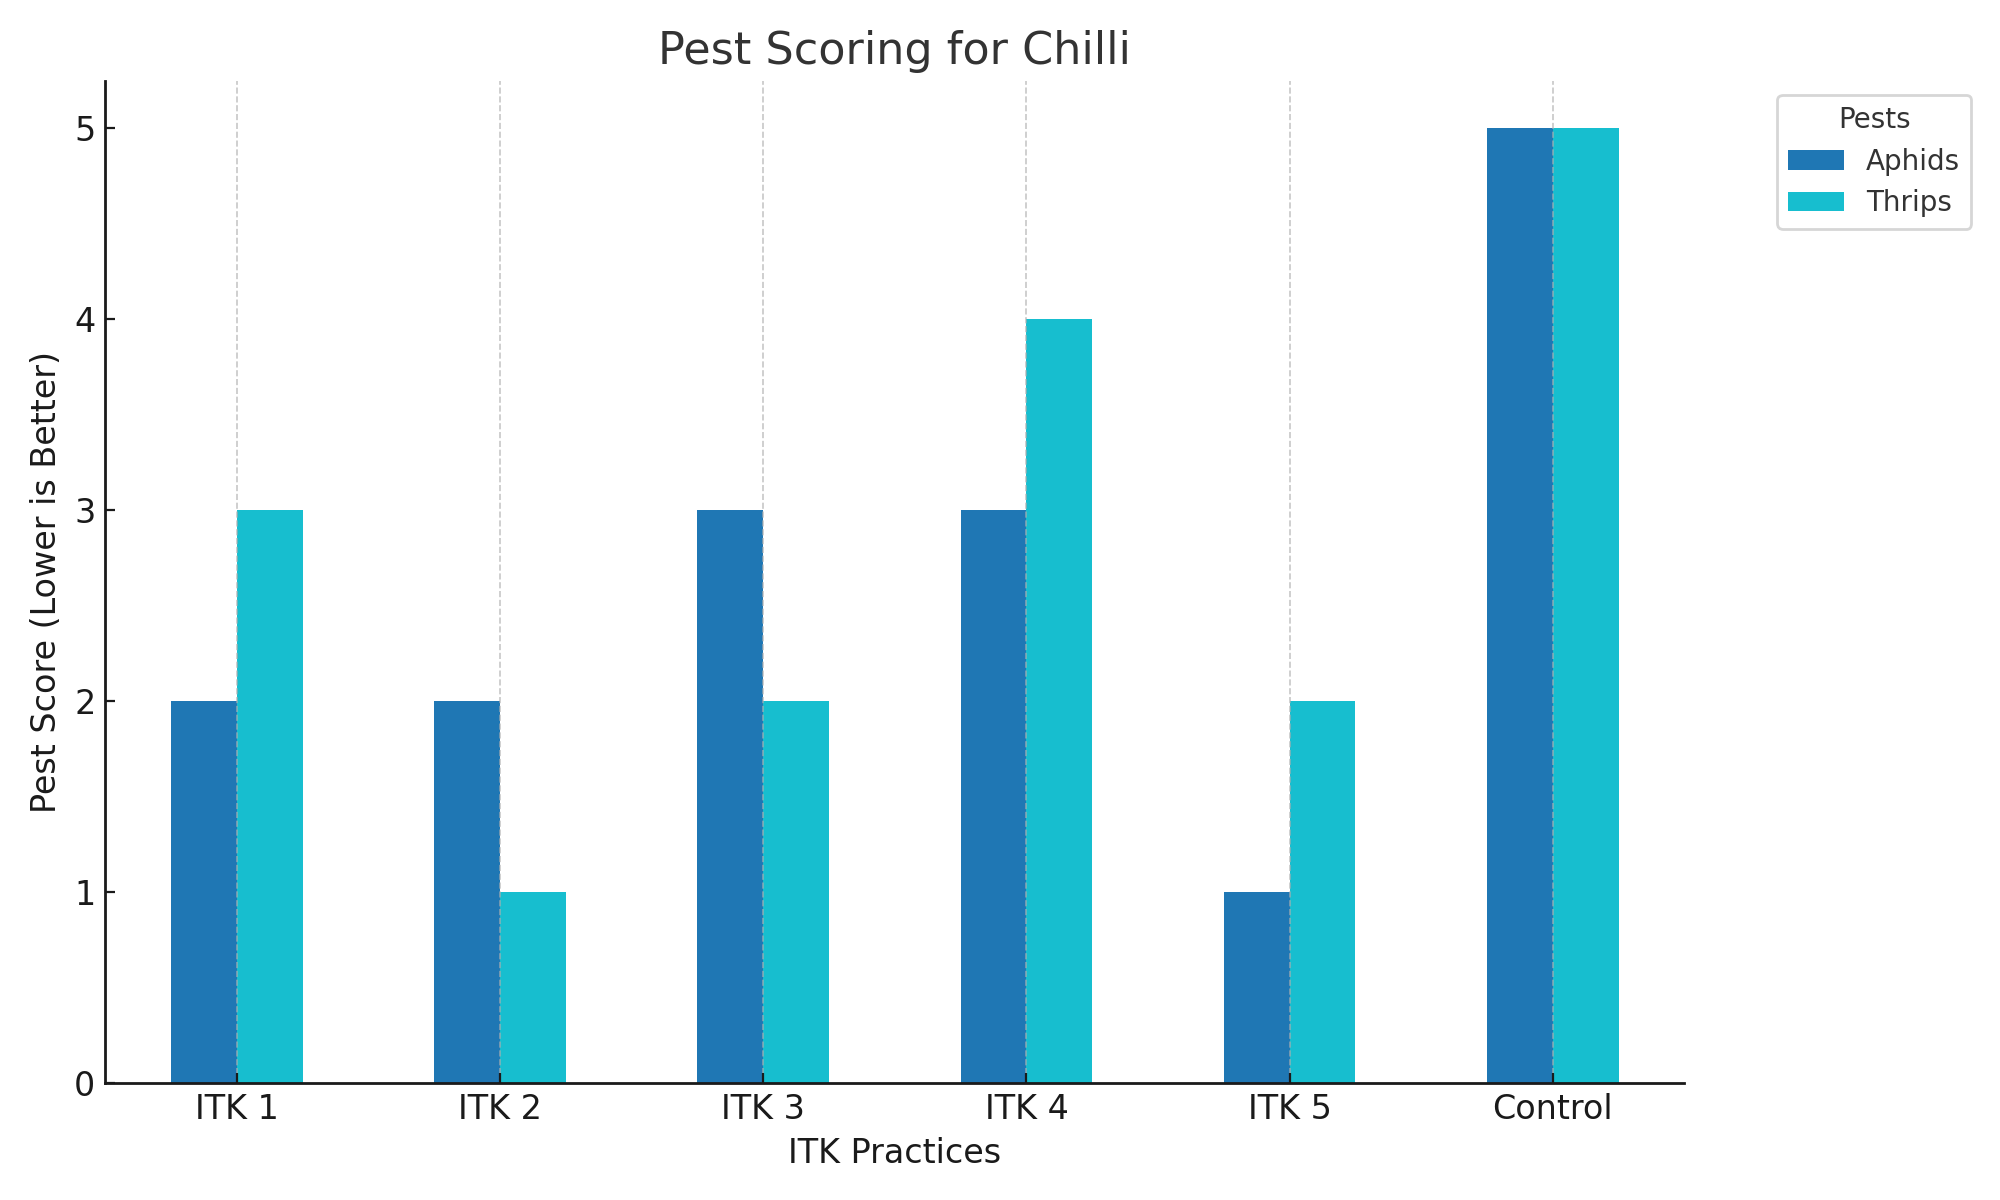 Pest Scoring for Chilli
Pests
Aphids
Thrips
Pest Score (Lower is Better)
5
4
3
2
1
0
ITK 1 ITK 2 ITK 3 ITK 4 ITK 5 Control
ITK Practices